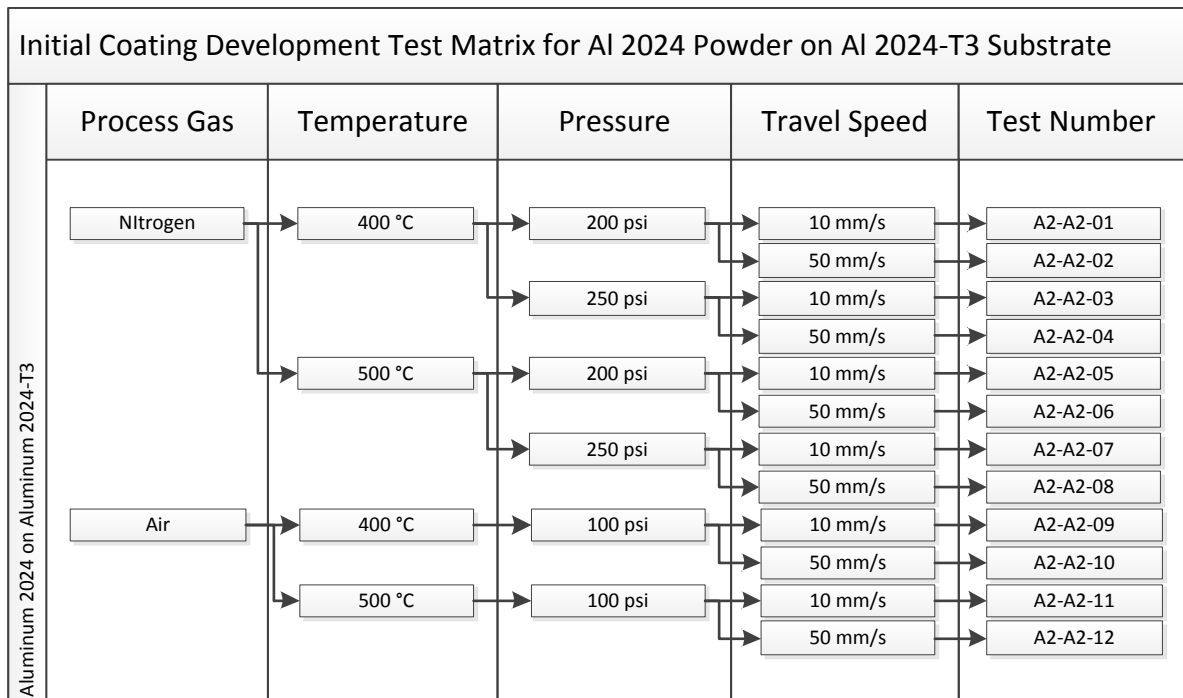 Initial Coating Development Test Matrix for Al 2024 Powder on Al 2024-T3 Substrate
Process Gas Temperature Pressure Travel Speed Test Number
NItrogen 400 °C 200 psi 10 mm/s A2-A2-01
50 mm/s A2-A2-02
250 psi 10 mm/s A2-A2-03
50 mm/s A2-A2-04
500 °C 200 psi 10 mm/s A2-A2-05
50 mm/s A2-A2-06
250 psi 10 mm/s A2-A2-07
50 mm/s A2-A2-08
Air 400 °C 100 psi 10 mm/s A2-A2-09
50 mm/s A2-A2-10
500 °C 100 psi 10 mm/s A2-A2-11
50 mm/s A2-A2-12
Aluminum 2024 on Aluminum 2024-T3